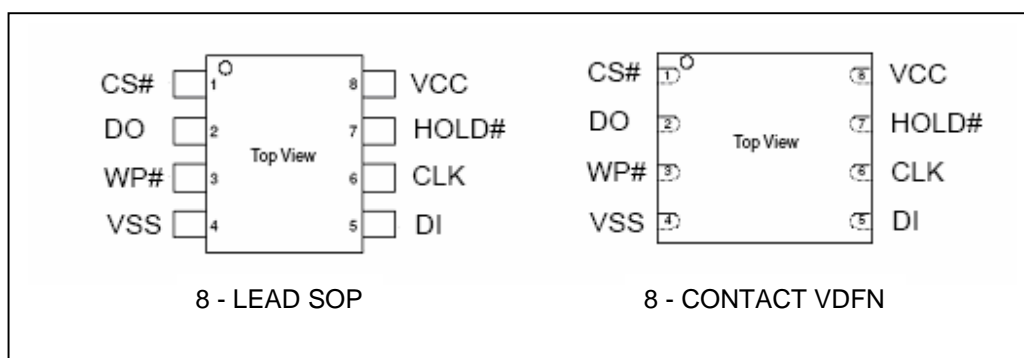 CS# 1 8 VCC
DO 2 7 HOLD#
Top View
WP# 3 6 CLK
VSS 4 5 DI
8 - LEAD SOP
CS# 1 8 VCC
DO 2 7 HOLD#
Top View
WP# 3 6 CLK
VSS 4 5 DI
8 - CONTACT VDFN